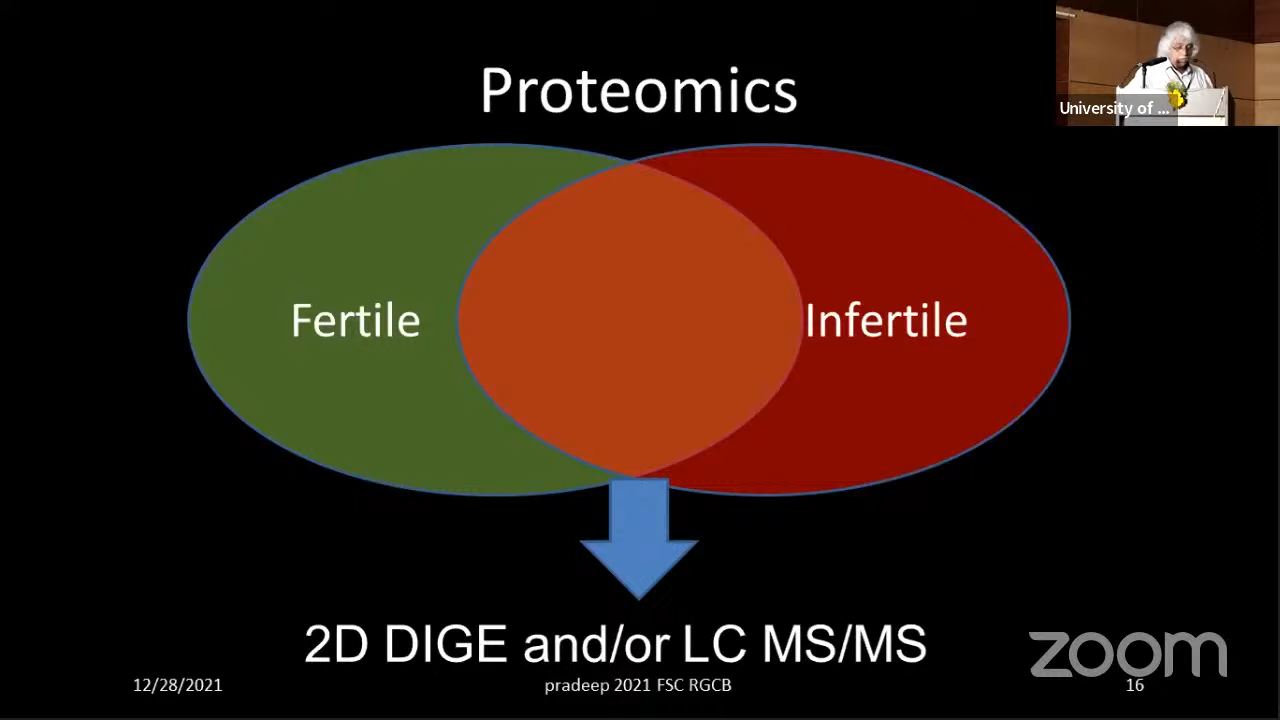 Proteomics
University of ...
Fertile
Infertile
2D DIGE and/or LC MS/MS
zoom
12/28/2021
pradeep 2021 FSC RGCB
16